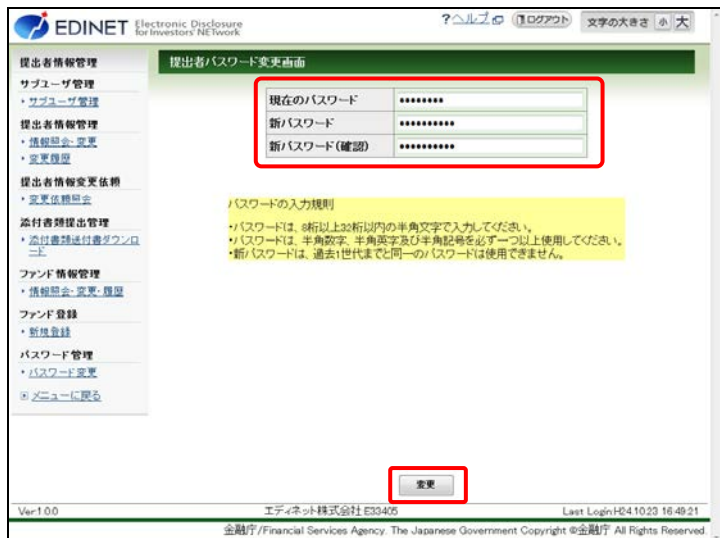 EDINET Electronic Disclosure for Investors' NETwork
?ヘルプ ログアウト 文字の大きさ 小 大
提出者情報管理
サブユーザ管理
・サブユーザ管理
提出者情報管理
・情報照会・変更
・変更履歴
提出者情報変更依頼
・変更依頼照会
添付書類提出管理
・添付書類送付書ダウンロ
ード
ファンド情報管理
・情報照会・変更・履歴
ファンド登録
・新規登録
パスワード管理
・パスワード変更
メニューに戻る
提出者パスワード変更画面
現在のパスワード ••••••••
新パスワード ••••••••••
新パスワード(確認) ••••••••••
パスワードの入力規則
・パスワードは、8桁以上32桁以内の半角文字で入力してください。
・パスワードは、半角数字、半角英字及び半角記号を必ず一つ以上使用してください。
・新パスワードは、過去1世代までと同一のパスワードは使用できません。
変更
Ver.1.0.0 エディネット株式会社 E33405 Last Login:H24.10.23 16:49:21
金融庁/Financial Services Agency. The Japanese Government Copyright ©金融庁 All Rights Reserved.